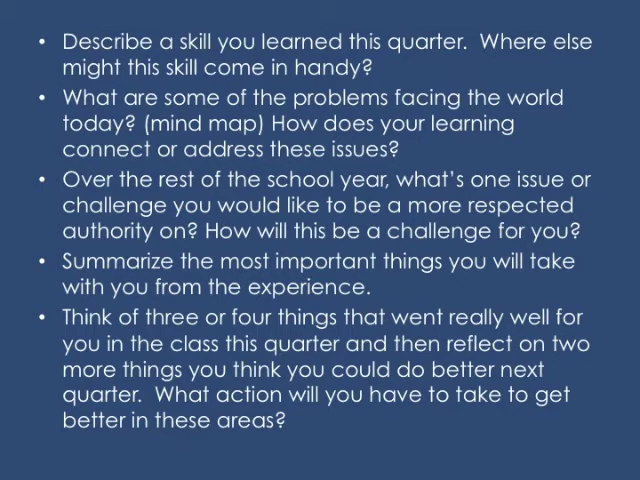 • Describe a skill you learned this quarter.  Where else
might this skill come in handy?
• What are some of the problems facing the world
today? (mind map) How does your learning
connect or address these issues?
• Over the rest of the school year, what's one issue or
challenge you would like to be a more respected
authority on? How will this be a challenge for you?
• Summarize the most important things you will take
with you from the experience.
• Think of three or four things that went really well for
you in the class this quarter and then reflect on two
more things you think you could do better next
quarter.  What action will you have to take to get
better in these areas?